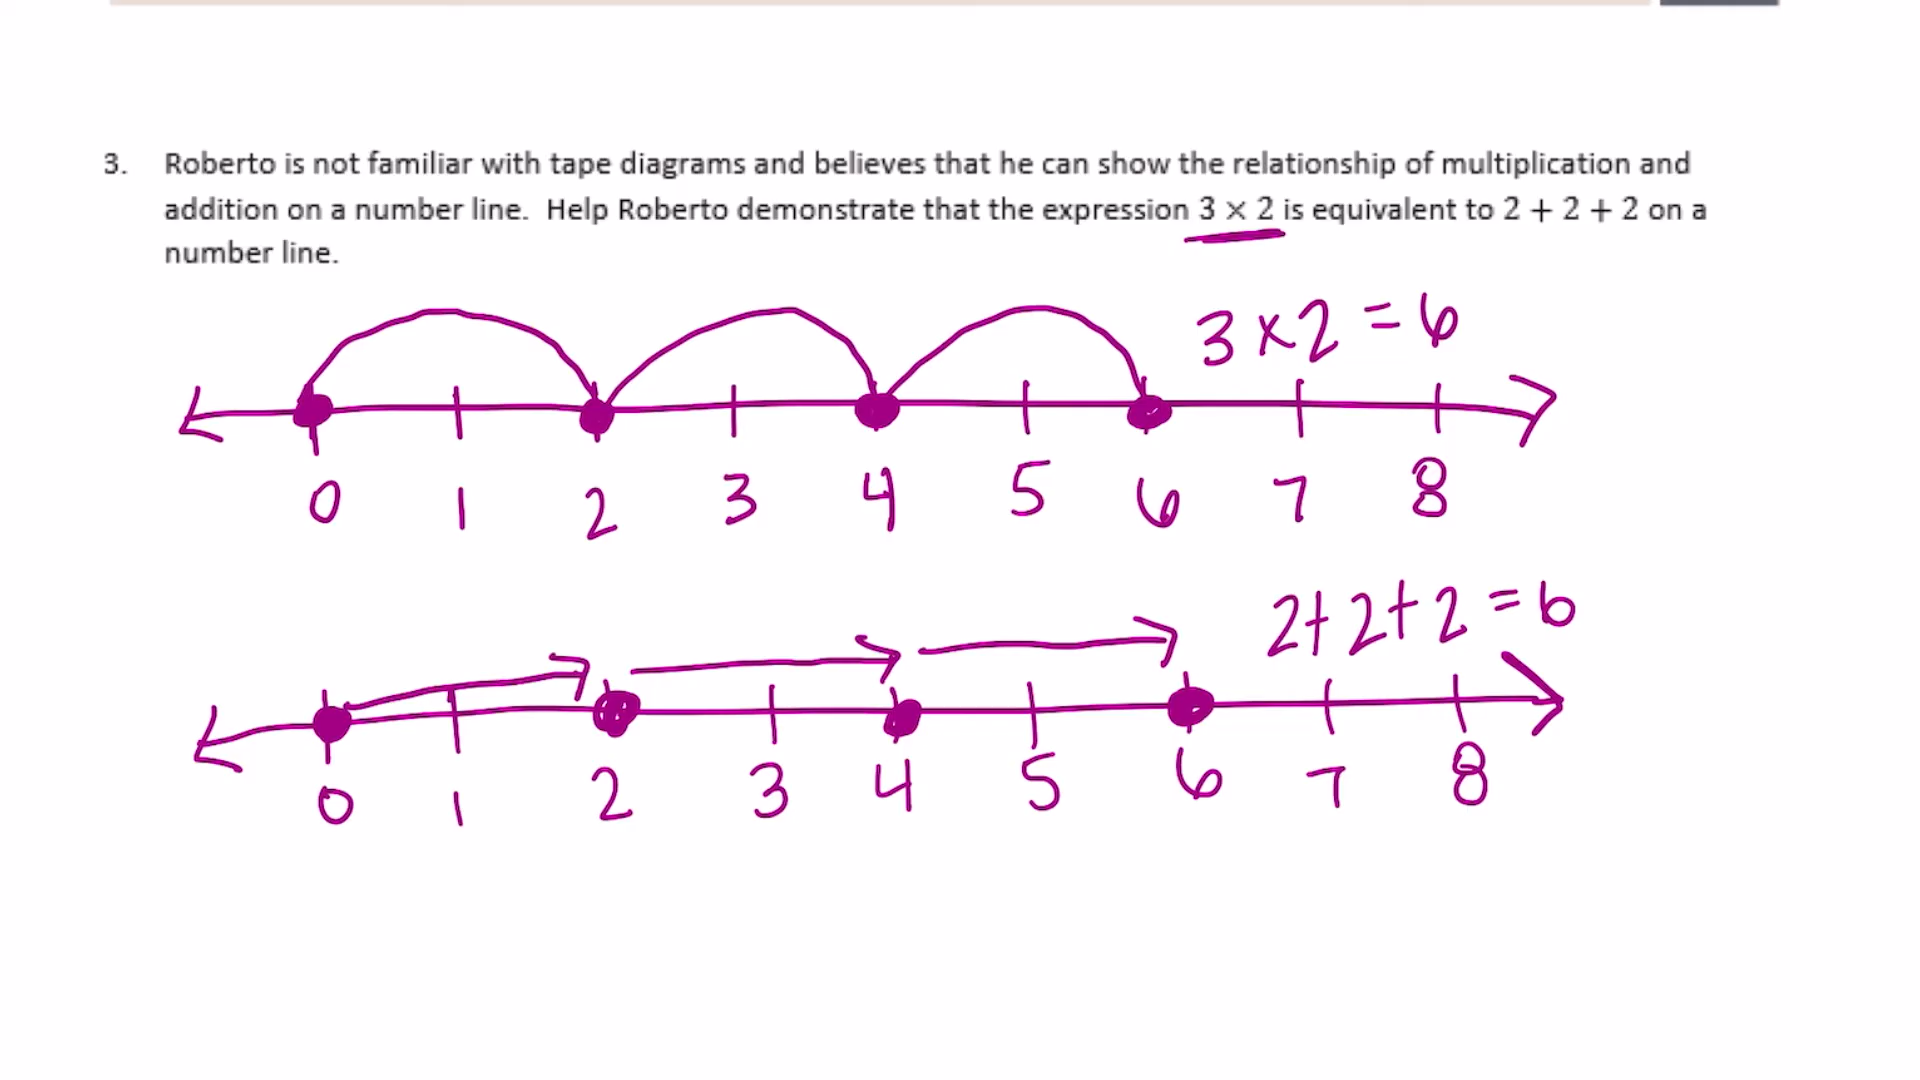 3. Roberto is not familiar with tape diagrams and believes that he can show the relationship of multiplication and
addition on a number line. Help Roberto demonstrate that the expression 3 × 2 is equivalent to 2 + 2 + 2 on a
number line.
3 × 2 = 6
0 1 2 3 4 5 6 7 8
2 + 2 + 2 = 6
0 1 2 3 4 5 6 7 8